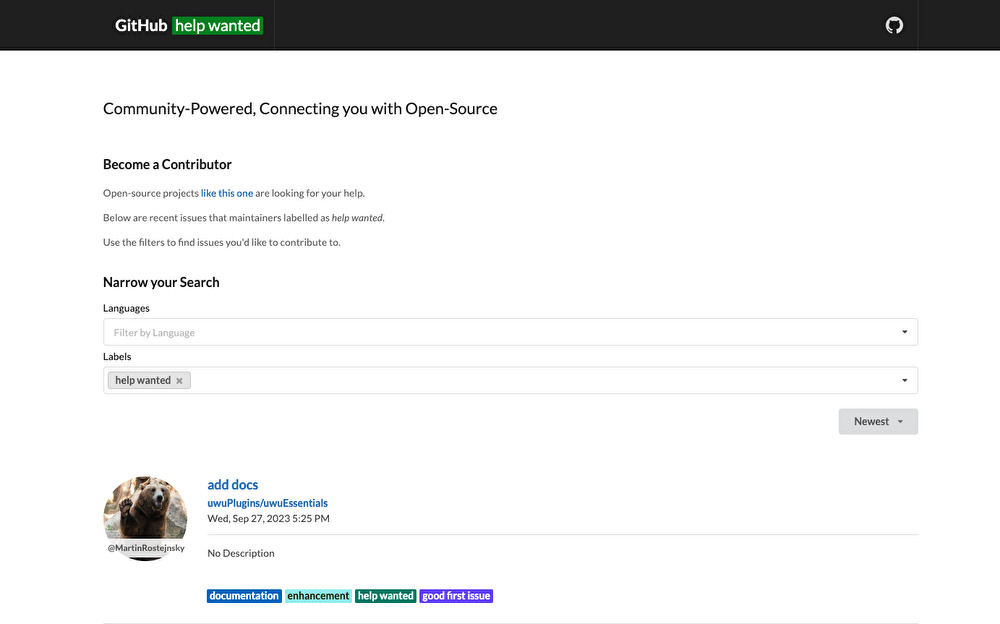 GitHub help wanted
Community-Powered, Connecting you with Open-Source
Become a Contributor
Open-source projects like this one are looking for your help.
Below are recent issues that maintainers labelled as help wanted.
Use the filters to find issues you'd like to contribute to.
Narrow your Search
Languages
Filter by Language
Labels
help wanted ×
Newest
add docs
uwuPlugins/uwuEssentials
Wed, Sep 27, 2023 5:25 PM
@MartinRostejnsky
No Description
documentation enhancement help wanted good first issue